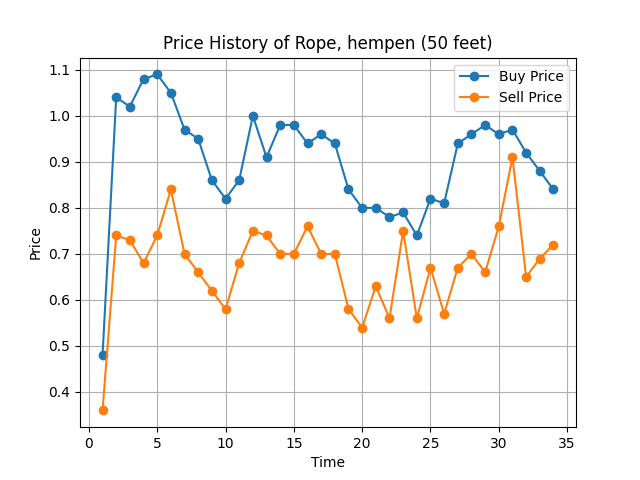 Price History of Rope, hempen (50 feet)
Buy Price
Sell Price
1.1
1.0
0.9
0.8
0.7
0.6
0.5
0.4
Price
0 5 10 15 20 25 30 35
Time